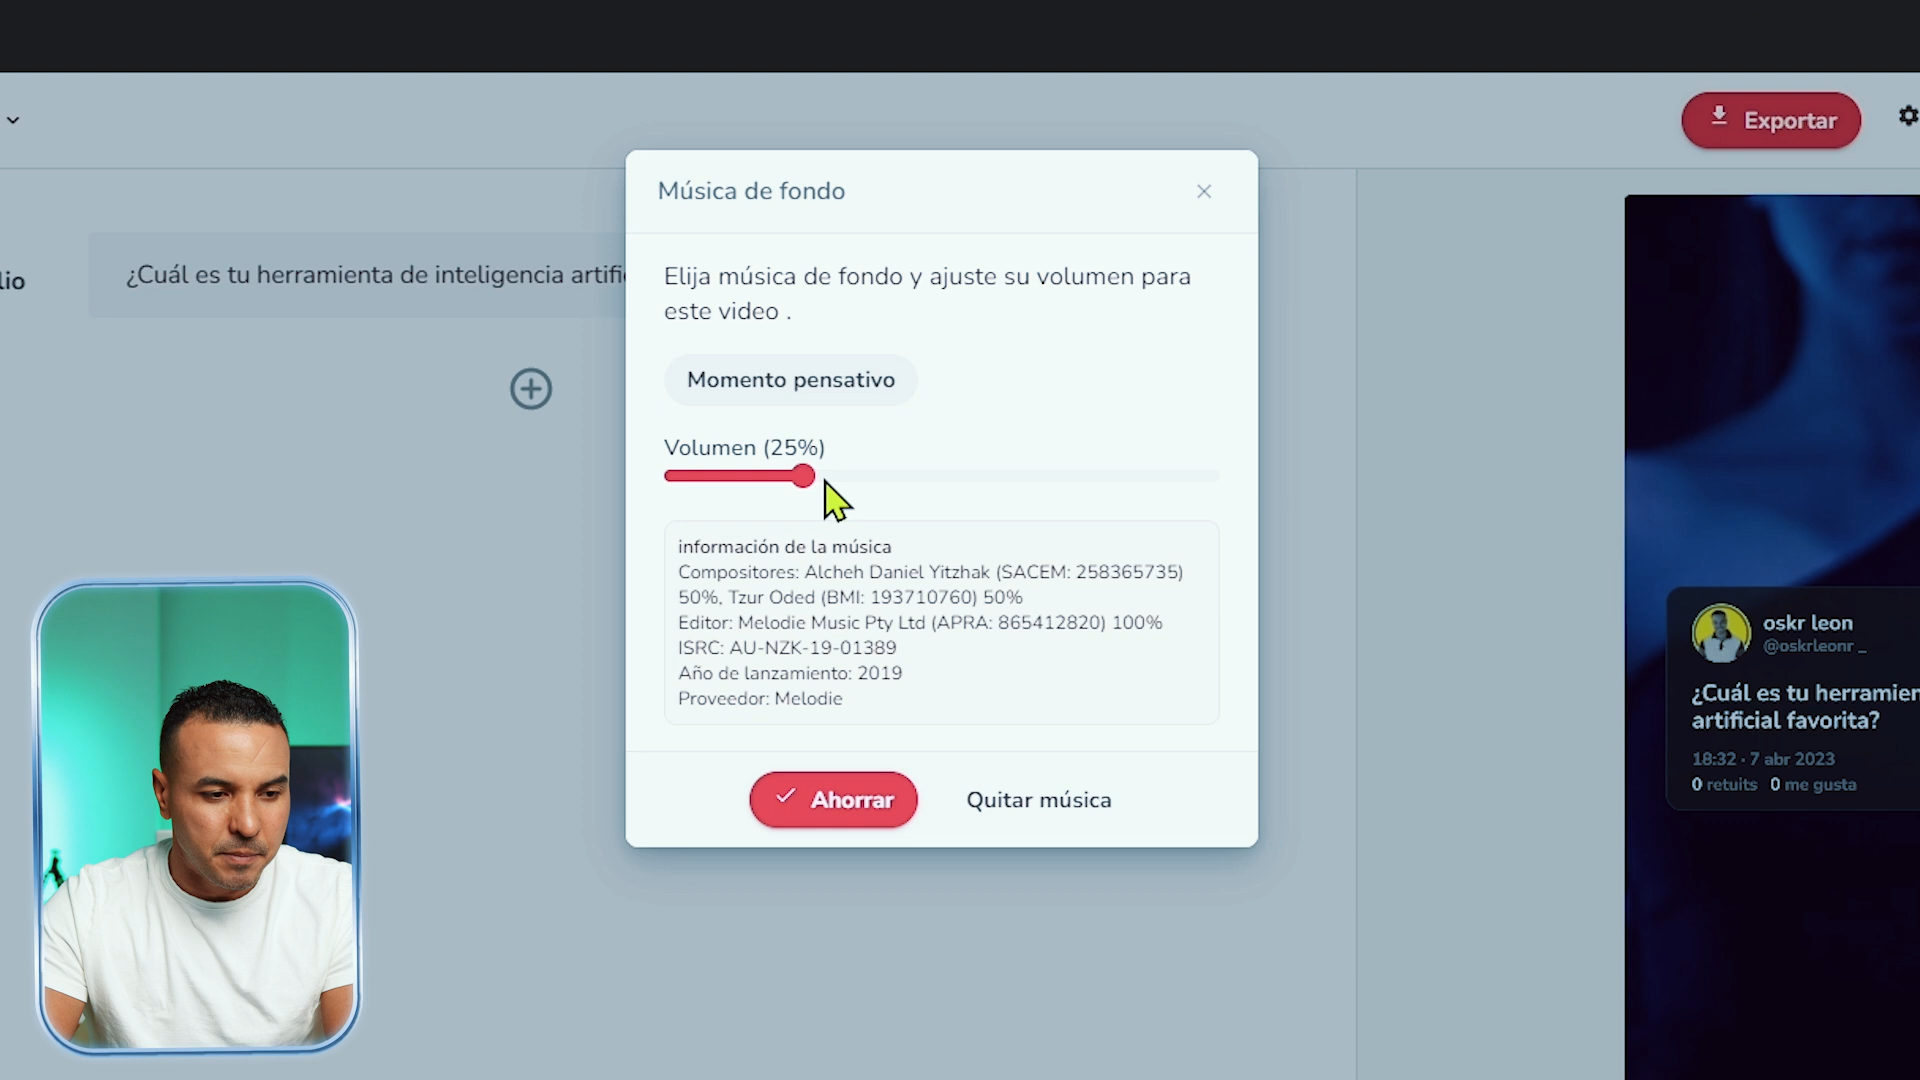 Exportar
Música de fondo
lio
¿Cuál es tu herramienta de inteligencia artifi
Elija música de fondo y ajuste su volumen para
este video .
Momento pensativo
Volumen (25%)
información de la música
Compositores: Alcheh Daniel Yitzhak (SACEM: 258365735)
50%, Tzur Oded (BMI: 193710760) 50%
Editor: Melodie Music Pty Ltd (APRA: 865412820) 100%
ISRC: AU-NZK-19-01389
Año de lanzamiento: 2019
Proveedor: Melodie
Ahorrar
Quitar música
oskr leon
@oskrleonr_
¿Cuál es tu herramien
artificial favorita?
18:32 · 7 abr 2023
0 retuits 0 me gusta